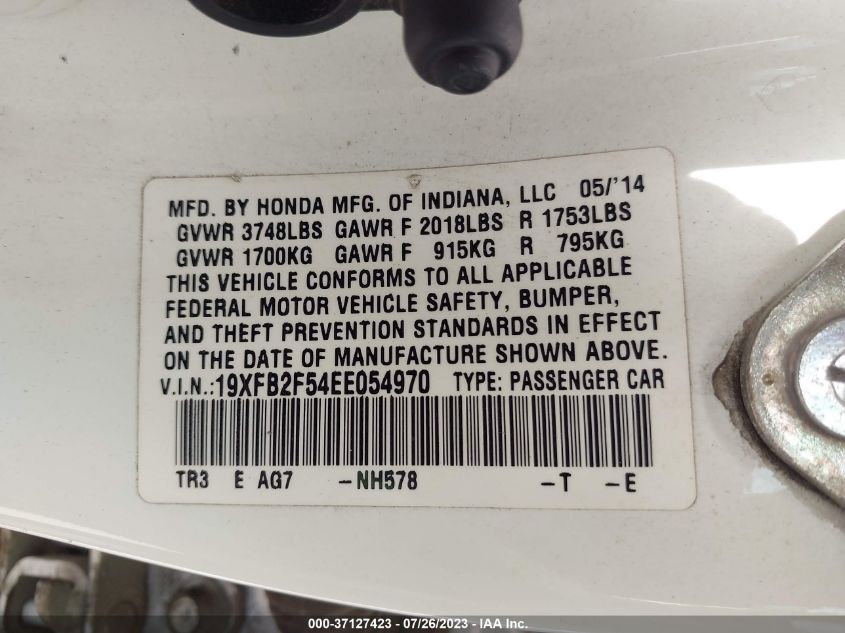 MFD. BY HONDA MFG. OF INDIANA, LLC 05/'14
GVWR 3748LBS GAWR F 2018LBS R 1753LBS
GVWR 1700KG GAWR F 915KG R 795KG
THIS VEHICLE CONFORMS TO ALL APPLICABLE
FEDERAL MOTOR VEHICLE SAFETY, BUMPER,
AND THEFT PREVENTION STANDARDS IN EFFECT
ON THE DATE OF MANUFACTURE SHOWN ABOVE.
V.I.N.:19XFB2F54EE054970 TYPE: PASSENGER CAR
TR3 E AG7 -NH578 -T -E
000-37127423 - 07/26/2023 - IAA Inc.